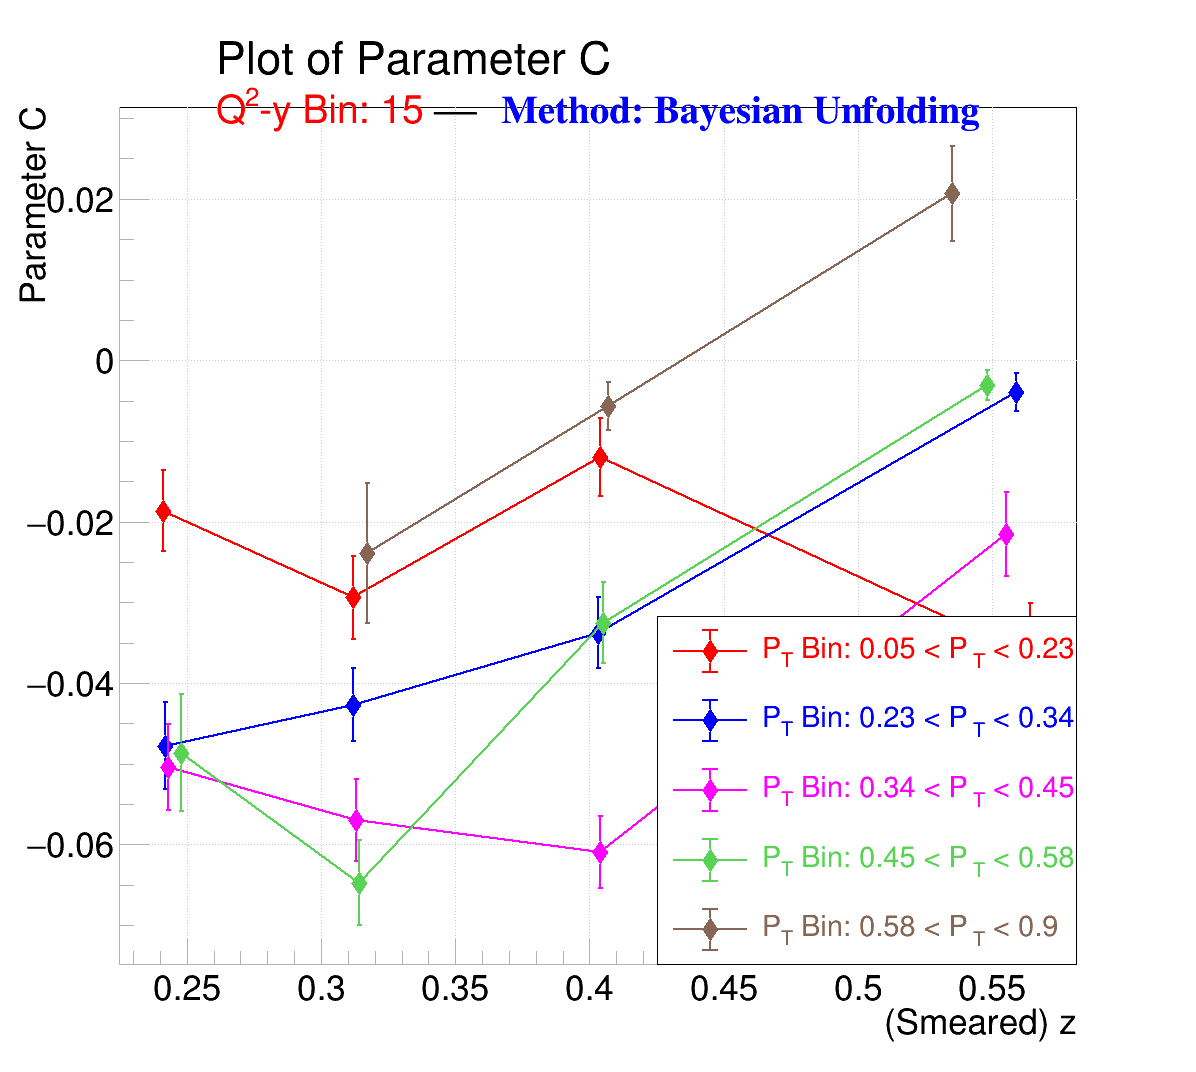 Plot of Parameter C
Q²-y Bin: 15 — Method: Bayesian Unfolding
Parameter C
0.02
0
−0.02
−0.04
−0.06
P_T Bin: 0.05 < P_T < 0.23
P_T Bin: 0.23 < P_T < 0.34
P_T Bin: 0.34 < P_T < 0.45
P_T Bin: 0.45 < P_T < 0.58
P_T Bin: 0.58 < P_T < 0.9
0.25 0.3 0.35 0.4 0.45 0.5 0.55
(Smeared) z